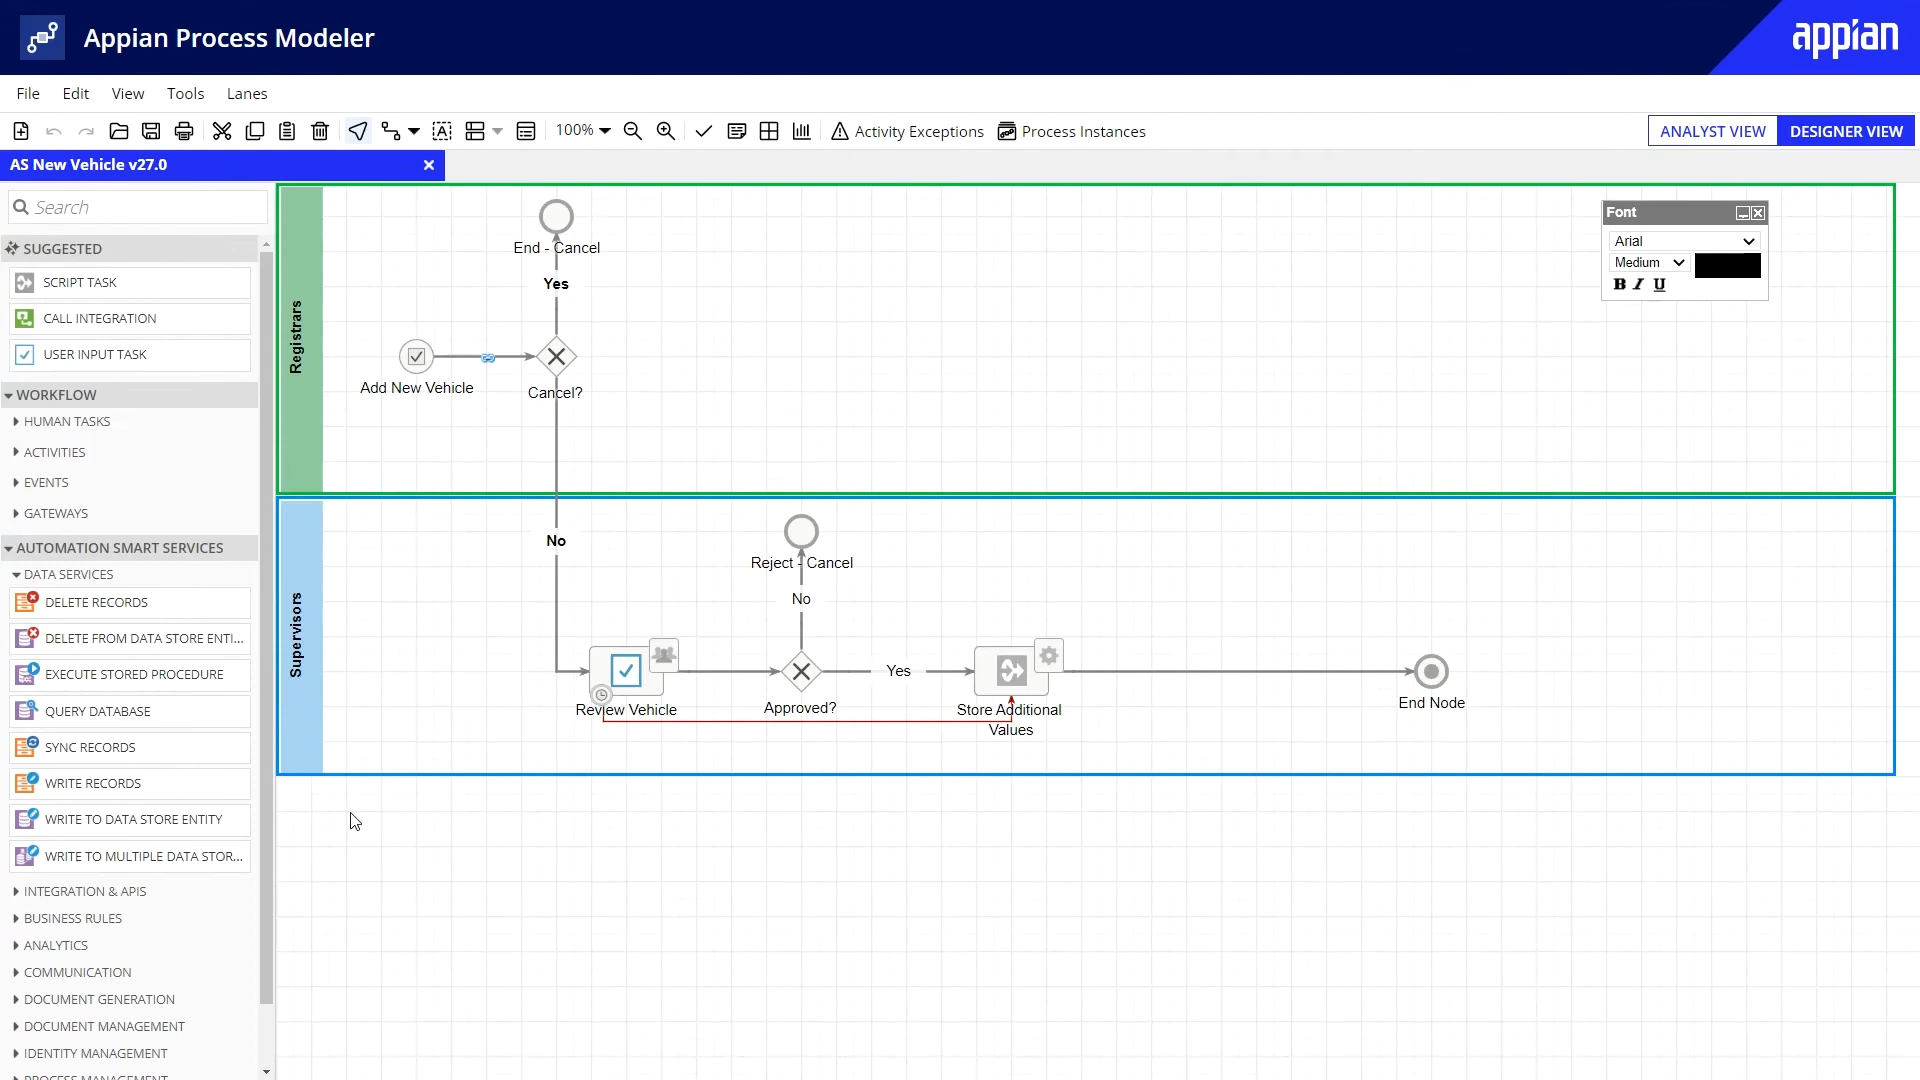 Appian Process Modeler
appian
File Edit View Tools Lanes
100% Activity Exceptions Process Instances ANALYST VIEW DESIGNER VIEW
AS New Vehicle v27.0
Search
SUGGESTED
SCRIPT TASK
CALL INTEGRATION
USER INPUT TASK
WORKFLOW
HUMAN TASKS
ACTIVITIES
EVENTS
GATEWAYS
AUTOMATION SMART SERVICES
DATA SERVICES
DELETE RECORDS
DELETE FROM DATA STORE ENTI...
EXECUTE STORED PROCEDURE
QUERY DATABASE
SYNC RECORDS
WRITE RECORDS
WRITE TO DATA STORE ENTITY
WRITE TO MULTIPLE DATA STOR...
INTEGRATION & APIS
BUSINESS RULES
ANALYTICS
COMMUNICATION
DOCUMENT GENERATION
DOCUMENT MANAGEMENT
IDENTITY MANAGEMENT
PROCESS MANAGEMENT
Registrars
End - Cancel
Yes
Add New Vehicle
Cancel?
Font
Arial
Medium
B I U
Supervisors
No
Reject - Cancel
No
Yes
Review Vehicle
Approved?
Store Additional
Values
End Node